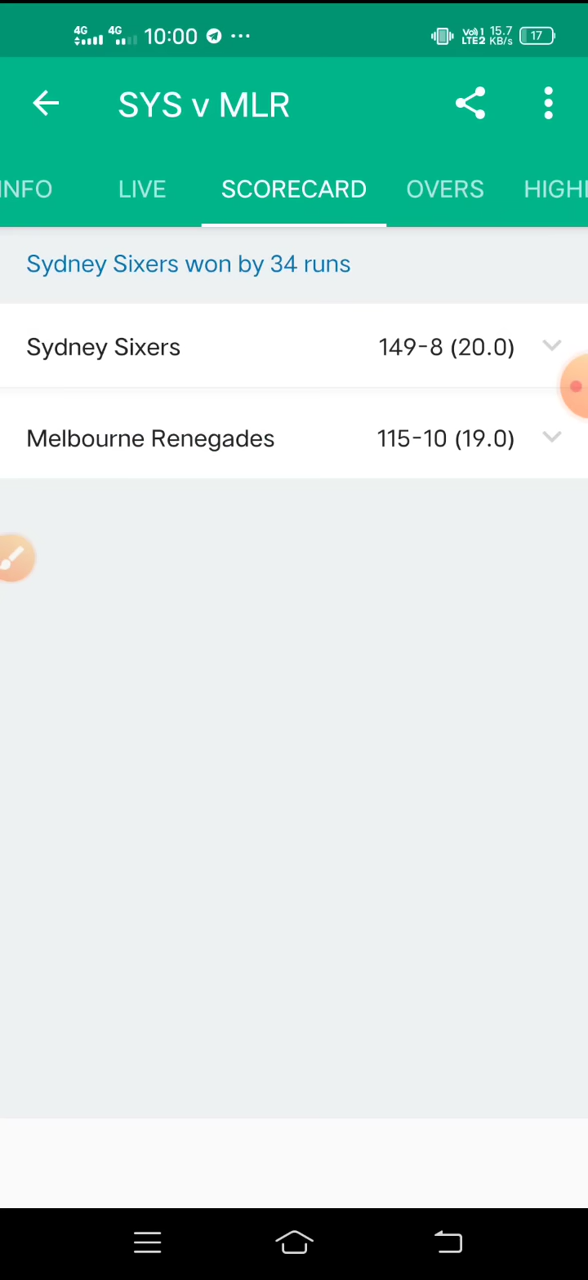 4G 4G 10:00 ... Vo) 1 LTE2 15.7 KB/s 17
SYS v MLR
INFO LIVE SCORECARD OVERS HIGH
Sydney Sixers won by 34 runs
Sydney Sixers 149-8 (20.0)
Melbourne Renegades 115-10 (19.0)